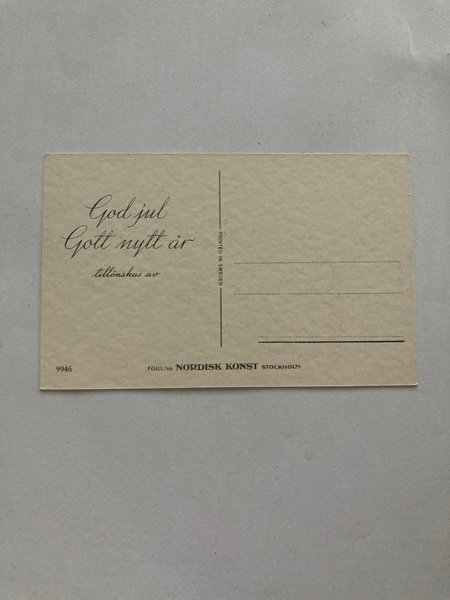 God jul
Gott nytt år
tillönskas av
PRINTED IN SWEDEN
9946
FÖRLAG NORDISK KONST STOCKHOLM